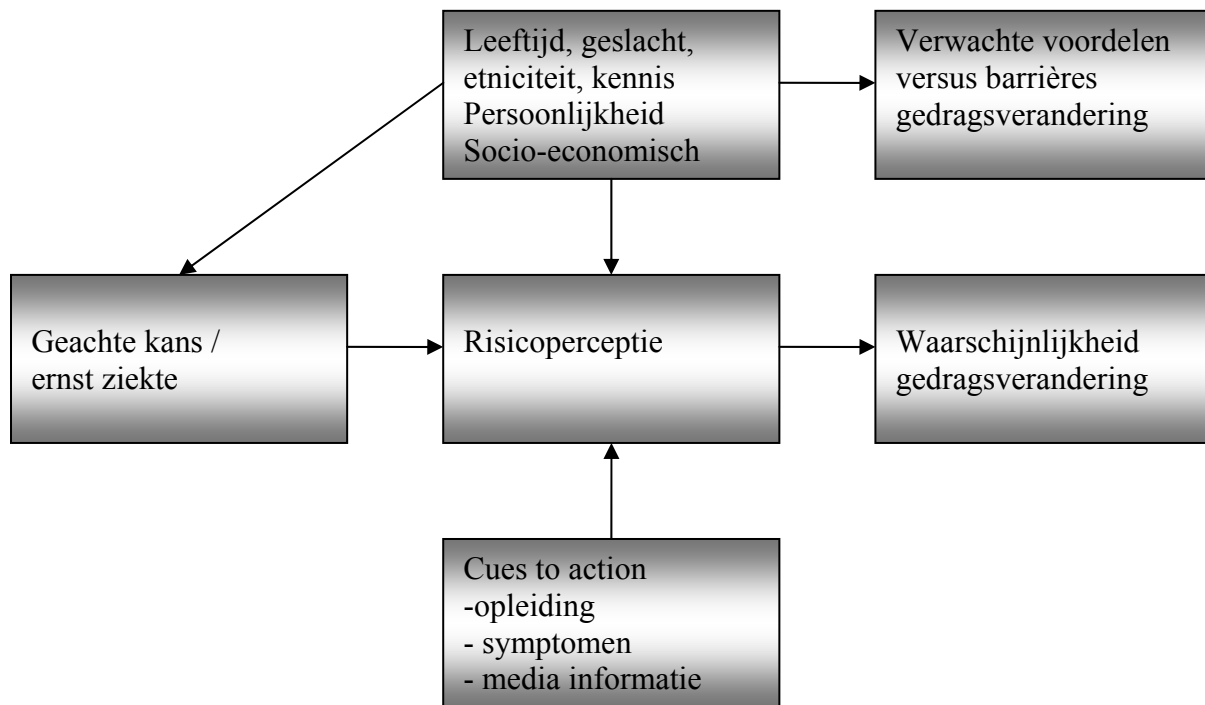 Leeftijd, geslacht,
etniciteit, kennis
Persoonlijkheid
Socio-economisch
Verwachte voordelen
versus barrières
gedragsverandering
Geachte kans /
ernst ziekte
Risicoperceptie
Waarschijnlijkheid
gedragsverandering
Cues to action
-opleiding
- symptomen
- media informatie